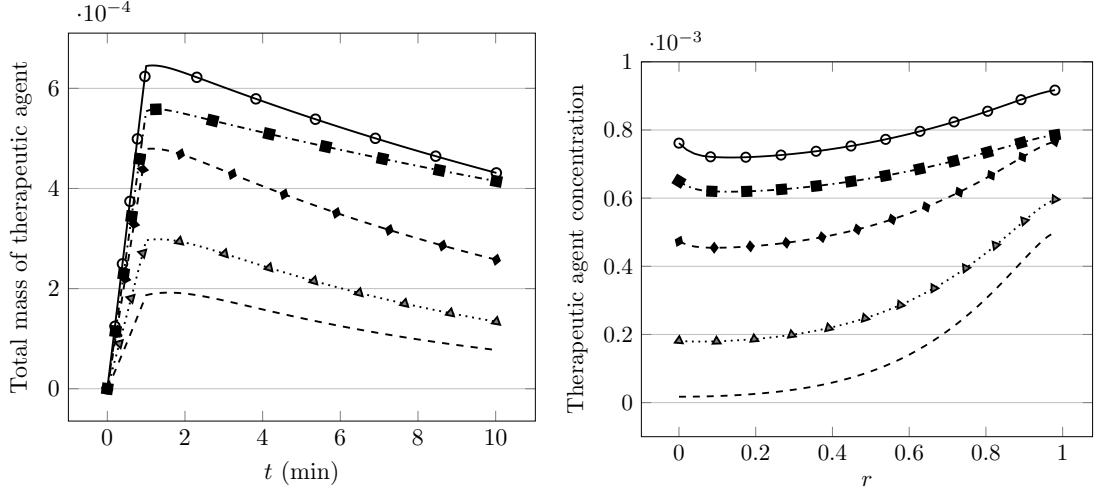 ·10⁻⁴
6
4
2
0
0 2 4 6 8 10
t (min)
Total mass of therapeutic agent
·10⁻³
1
0.8
0.6
0.4
0.2
0
0 0.2 0.4 0.6 0.8 1
r
Therapeutic agent concentration